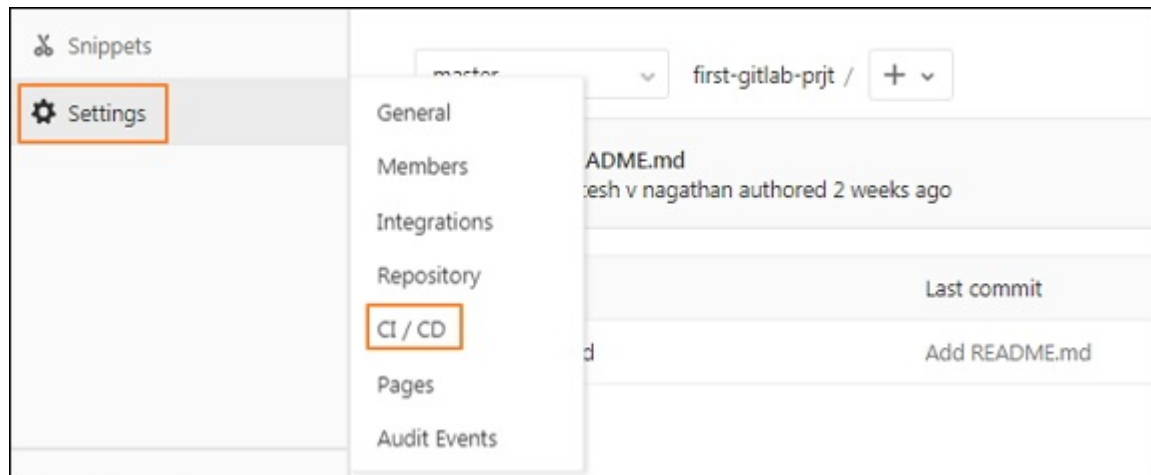 Snippets
Settings
General
Members
Integrations
Repository
CI / CD
Pages
Audit Events
master
first-gitlab-prjt /
+
ADME.md
tesh v nagathan authored 2 weeks ago
Last commit
d
Add README.md